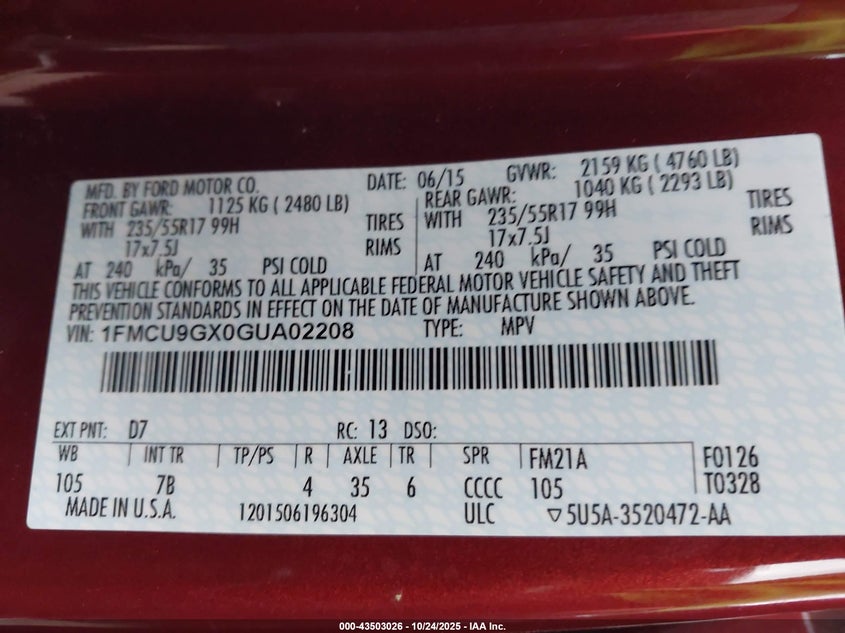 MFD. BY FORD MOTOR CO. DATE: 06/15 GVWR: 2159 KG ( 4760 LB)
FRONT GAWR: 1125 KG ( 2480 LB) REAR GAWR: 1040 KG ( 2293 LB)
WITH 235/55R17 99H TIRES WITH 235/55R17 99H TIRES
17x7.5J RIMS 17x7.5J RIMS
AT 240 kPa/ 35 PSI COLD AT 240 kPa/ 35 PSI COLD
THIS VEHICLE CONFORMS TO ALL APPLICABLE FEDERAL MOTOR VEHICLE SAFETY AND THEFT
PREVENTION STANDARDS IN EFFECT ON THE DATE OF MANUFACTURE SHOWN ABOVE.
VIN: 1FMCU9GX0GUA02208 TYPE: MPV
EXT PNT: D7 RC: 13 DSO:
WB INT TR TP/PS R AXLE TR SPR FM21A F0126
105 7B 4 35 6 CCCC 105 T0328
MADE IN U.S.A. 1201506196304 ULC ▽5U5A-3520472-AA
000-43503026 - 10/24/2025 - IAA Inc.